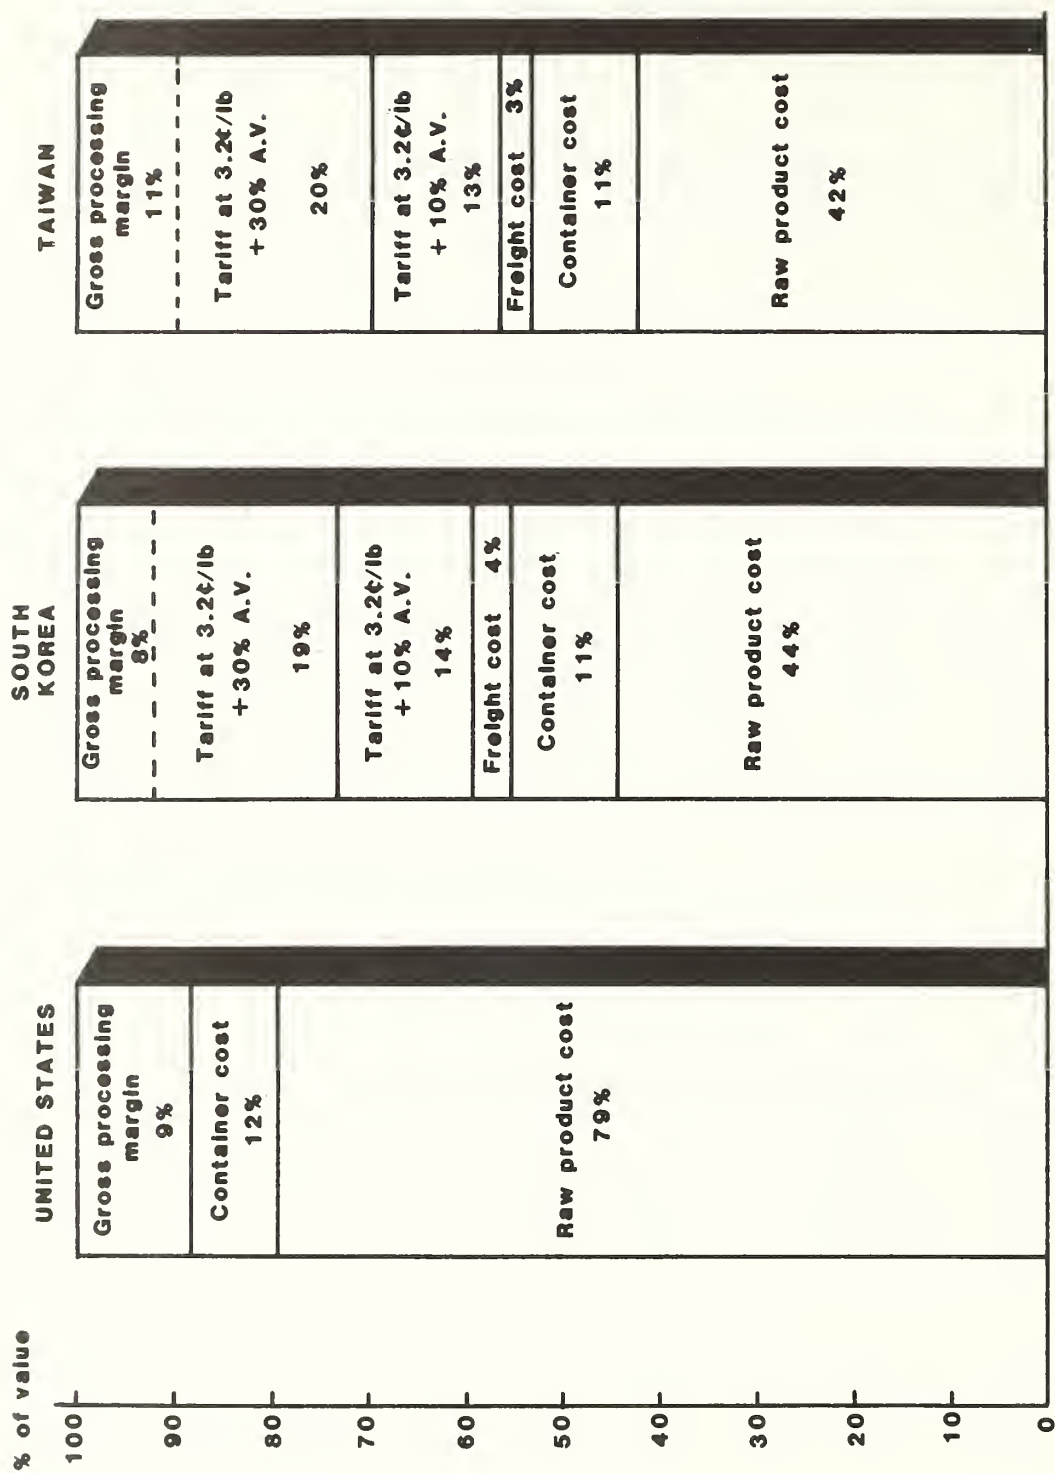 % of value
100
90
80
70
60
50
40
30
20
10
0
UNITED STATES
Gross processing
margin
9%
Container cost
12%
Raw product cost
79%
SOUTH
KOREA
Gross processing
margin
8%
Tariff at 3.2¢/lb
+30% A.V.
19%
Tariff at 3.2¢/lb
+10% A.V.
14%
Freight cost 4%
Container cost
11%
Raw product cost
44%
TAIWAN
Gross processing
margin
11%
Tariff at 3.2¢/lb
+30% A.V.
20%
Tariff at 3.2¢/lb
+ 10% A.V.
13%
Freight cost 3%
Container cost
11%
Raw product cost
42%